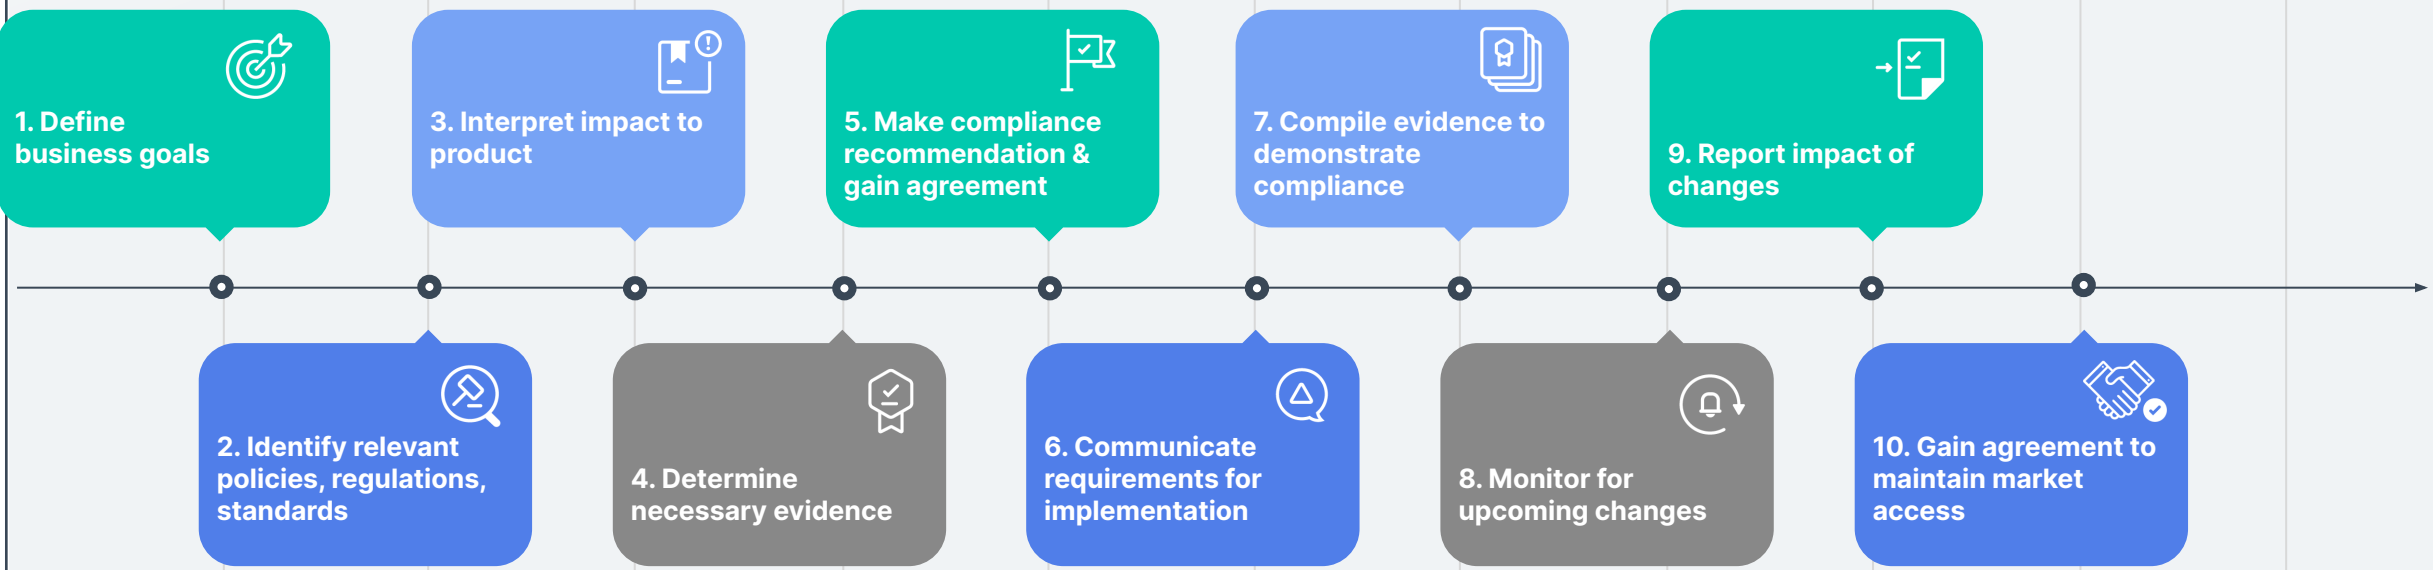 1. Define
business goals
2. Identify relevant
policies, regulations,
standards
3. Interpret impact to
product
4. Determine
necessary evidence
5. Make compliance
recommendation &
gain agreement
6. Communicate
requirements for
implementation
7. Compile evidence to
demonstrate
compliance
8. Monitor for
upcoming changes
9. Report impact of
changes
10. Gain agreement to
maintain market
access